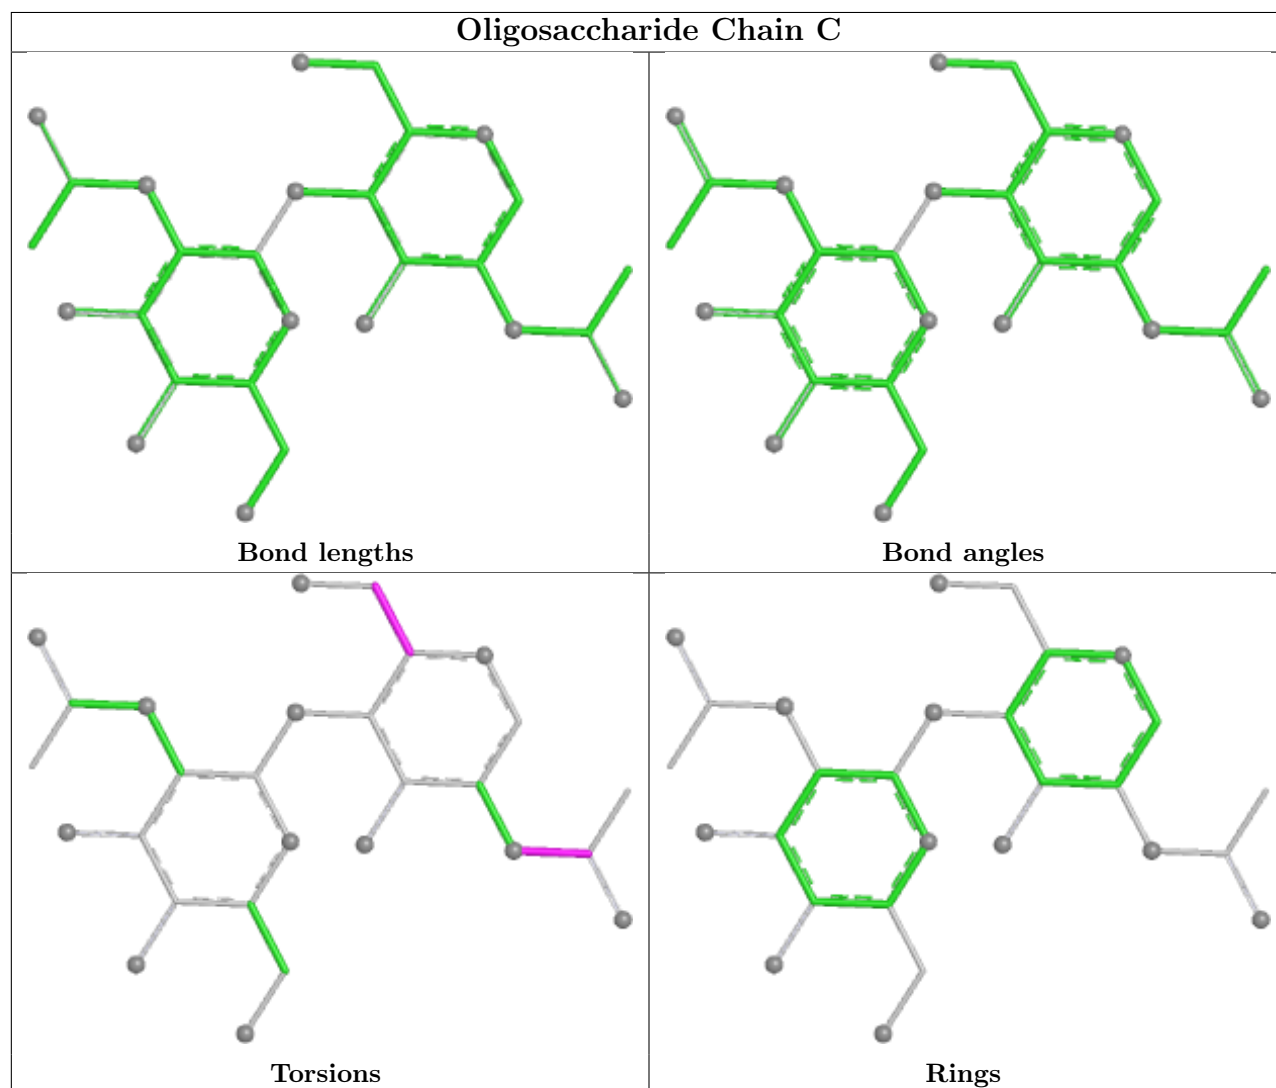 Oligosaccharide Chain C
Bond lengths
Bond angles
Torsions
Rings